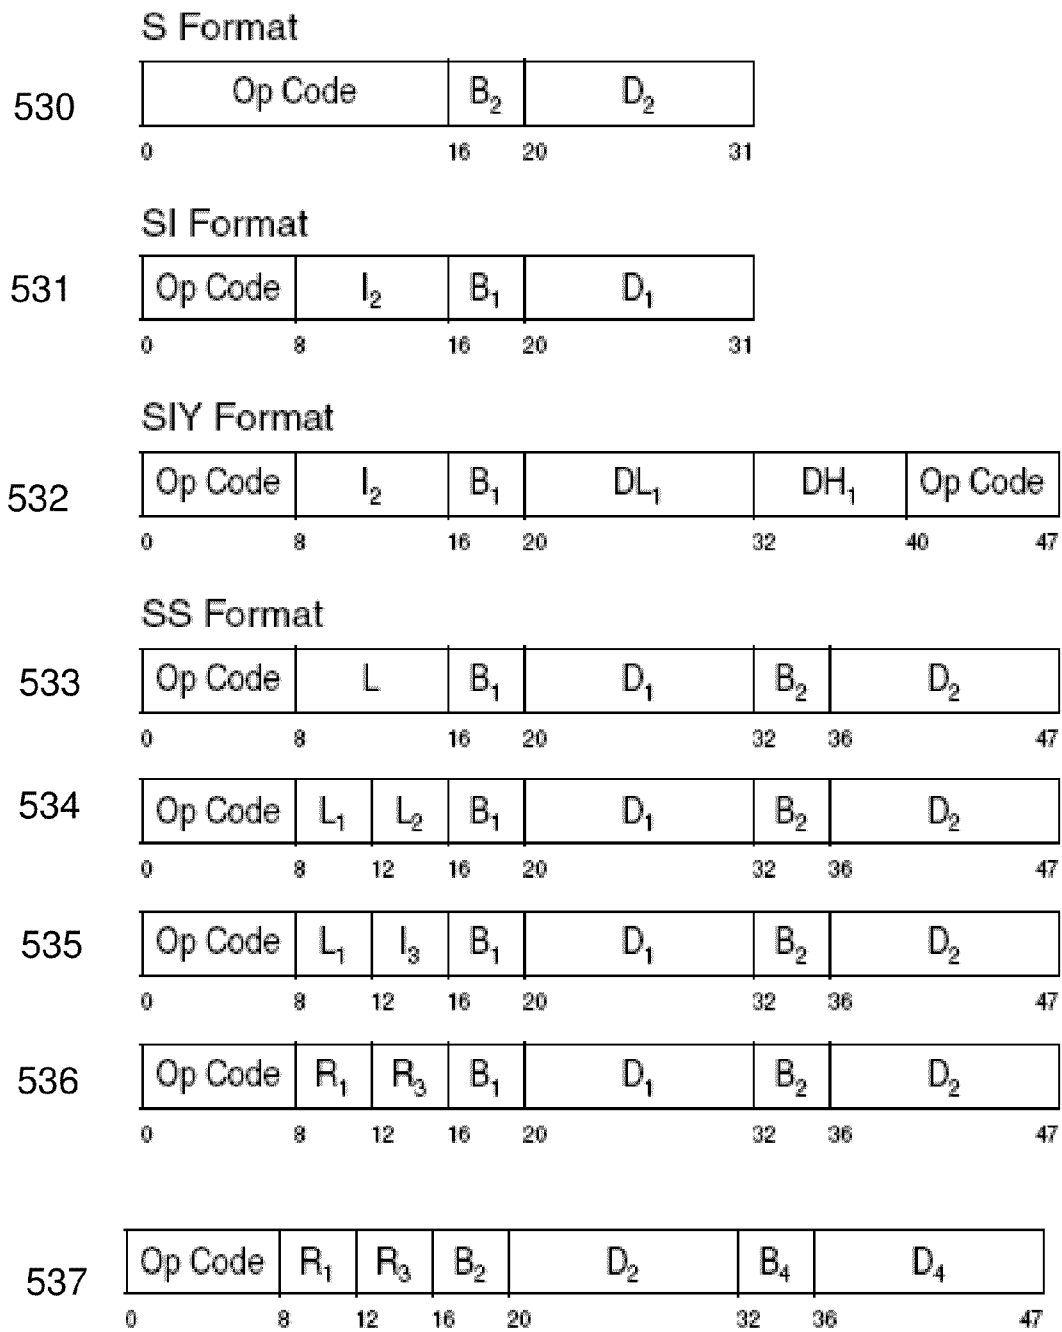 S Format
530 Op Code B₂ D₂
0 16 20 31
SI Format
531 Op Code I₂ B₁ D₁
0 8 16 20 31
SIY Format
532 Op Code I₂ B₁ DL₁ DH₁ Op Code
0 8 16 20 32 40 47
SS Format
533 Op Code L B₁ D₁ B₂ D₂
0 8 16 20 32 36 47
534 Op Code L₁ L₂ B₁ D₁ B₂ D₂
0 8 12 16 20 32 36 47
535 Op Code L₁ I₃ B₁ D₁ B₂ D₂
0 8 12 16 20 32 36 47
536 Op Code R₁ R₃ B₁ D₁ B₂ D₂
0 8 12 16 20 32 36 47
537 Op Code R₁ R₃ B₂ D₂ B₄ D₄
0 8 12 16 20 32 36 47